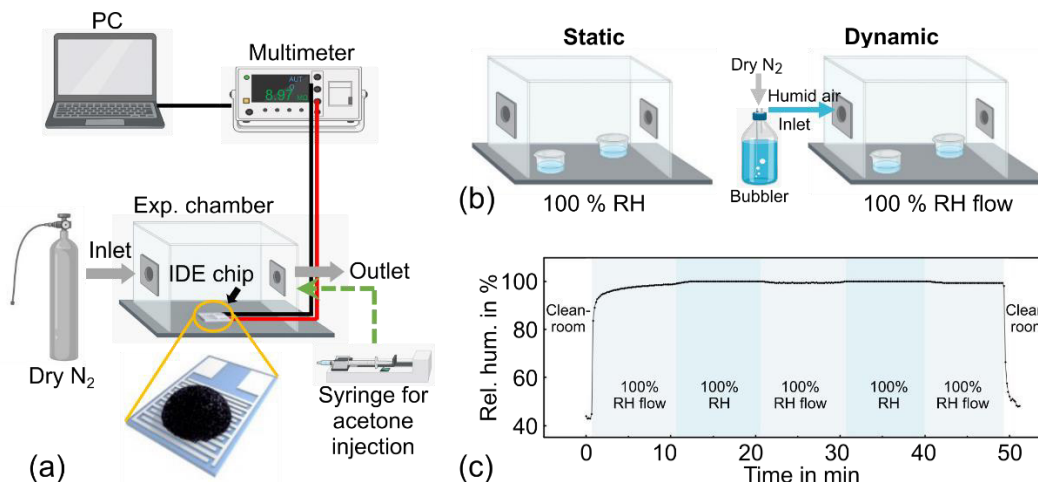 PC
Multimeter
AUT
8.97 MΩ
Exp. chamber
Inlet
IDE chip
Outlet
Dry N₂
Syringe for
acetone
injection
(a)
Static
Dynamic
Dry N₂
Humid air
Inlet
Bubbler
(b)
100 % RH
100 % RH flow
Rel. hum. in %
100
80
60
40
Clean-
room
100%
RH flow
100%
RH
100%
RH flow
100%
RH
100%
RH flow
Clean-
room
0
10
20
30
40
50
(c)
Time in min